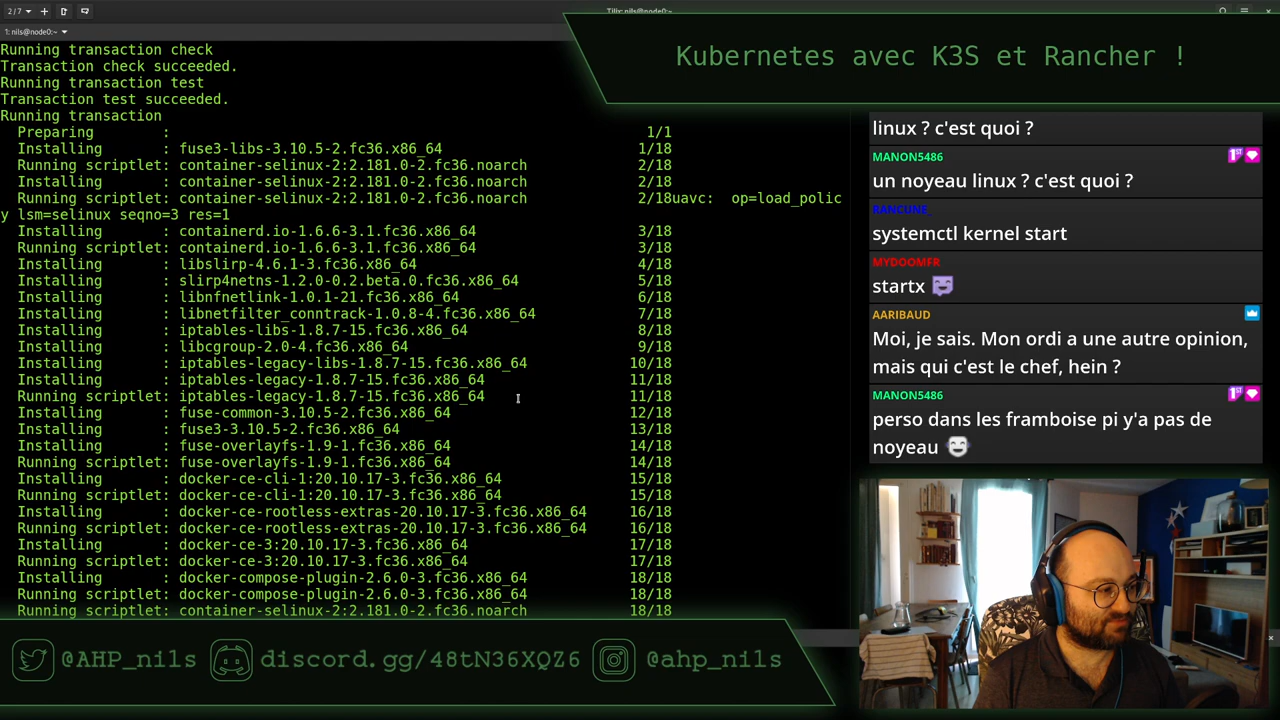 2/7
Tilix: nils@node0:~
1: nils@node0:~
Kubernetes avec K3S et Rancher !
Running transaction check
Transaction check succeeded.
Running transaction test
Transaction test succeeded.
Running transaction
Preparing : 1/1
Installing : fuse3-libs-3.10.5-2.fc36.x86_64 1/18
Running scriptlet: container-selinux-2:2.181.0-2.fc36.noarch 2/18
Installing : container-selinux-2:2.181.0-2.fc36.noarch 2/18
Running scriptlet: container-selinux-2:2.181.0-2.fc36.noarch 2/18uavc: op=load_polic
y lsm=selinux seqno=3 res=1
Installing : containerd.io-1.6.6-3.1.fc36.x86_64 3/18
Running scriptlet: containerd.io-1.6.6-3.1.fc36.x86_64 3/18
Installing : libslirp-4.6.1-3.fc36.x86_64 4/18
Installing : slirp4netns-1.2.0-0.2.beta.0.fc36.x86_64 5/18
Installing : libnfnetlink-1.0.1-21.fc36.x86_64 6/18
Installing : libnetfilter_conntrack-1.0.8-4.fc36.x86_64 7/18
Installing : iptables-libs-1.8.7-15.fc36.x86_64 8/18
Installing : libcgroup-2.0-4.fc36.x86_64 9/18
Installing : iptables-legacy-libs-1.8.7-15.fc36.x86_64 10/18
Installing : iptables-legacy-1.8.7-15.fc36.x86_64 11/18
Running scriptlet: iptables-legacy-1.8.7-15.fc36.x86_64 11/18
Installing : fuse-common-3.10.5-2.fc36.x86_64 12/18
Installing : fuse3-3.10.5-2.fc36.x86_64 13/18
Installing : fuse-overlayfs-1.9-1.fc36.x86_64 14/18
Running scriptlet: fuse-overlayfs-1.9-1.fc36.x86_64 14/18
Installing : docker-ce-cli-1:20.10.17-3.fc36.x86_64 15/18
Running scriptlet: docker-ce-cli-1:20.10.17-3.fc36.x86_64 15/18
Installing : docker-ce-rootless-extras-20.10.17-3.fc36.x86_64 16/18
Running scriptlet: docker-ce-rootless-extras-20.10.17-3.fc36.x86_64 16/18
Installing : docker-ce-3:20.10.17-3.fc36.x86_64 17/18
Running scriptlet: docker-ce-3:20.10.17-3.fc36.x86_64 17/18
Installing : docker-compose-plugin-2.6.0-3.fc36.x86_64 18/18
Running scriptlet: docker-compose-plugin-2.6.0-3.fc36.x86_64 18/18
Running scriptlet: container-selinux-2:2.181.0-2.fc36.noarch 18/18
linux ? c'est quoi ?
MANON5486
un noyeau linux ? c'est quoi ?
RANCUNE_
systemctl kernel start
MYDOOMFR
startx
AARIBAUD
Moi, je sais. Mon ordi a une autre opinion,
mais qui c'est le chef, hein ?
MANON5486
perso dans les framboise pi y'a pas de
noyeau
@AHP_nils
discord.gg/48tN36XQZ6
@ahp_nils